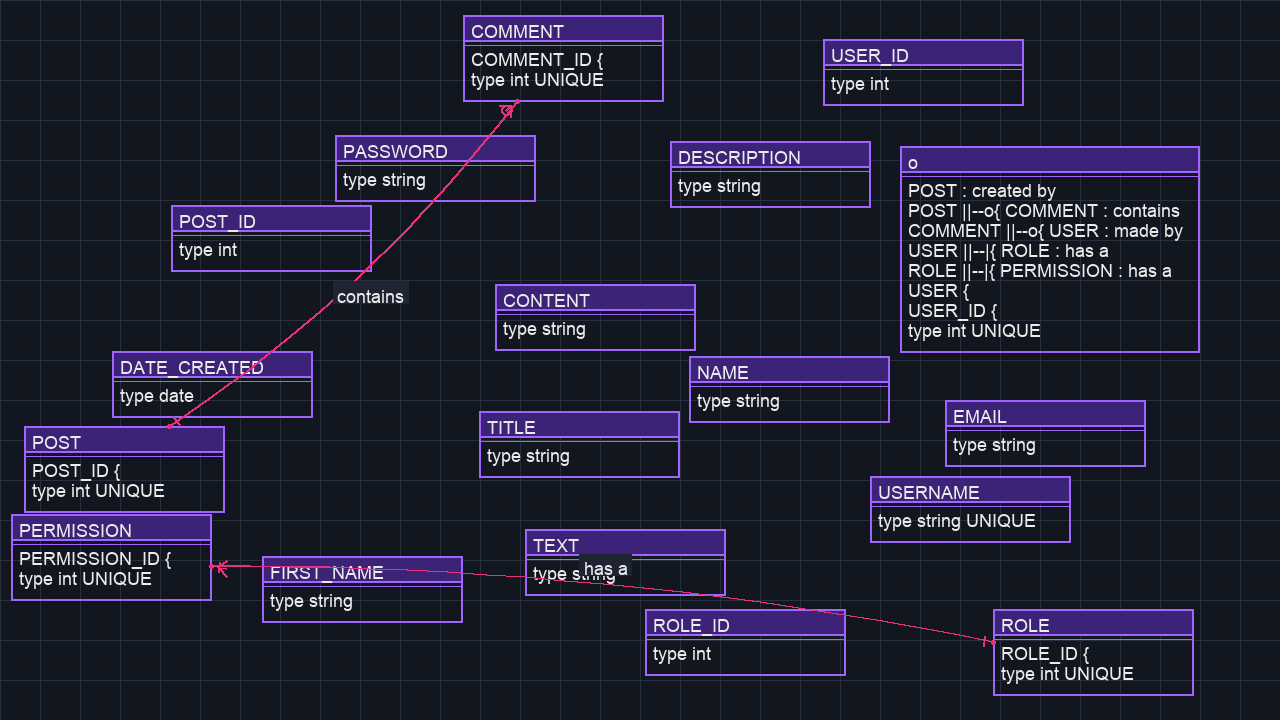 COMMENT
COMMENT_ID {
type int UNIQUE
USER_ID
type int
PASSWORD
type string
DESCRIPTION
type string
o
POST : created by
POST ||--o{ COMMENT : contains
COMMENT ||--o{ USER : made by
USER ||--|{ ROLE : has a
ROLE ||--|{ PERMISSION : has a
USER {
USER_ID {
type int UNIQUE
POST_ID
type int
contains
CONTENT
type string
DATE_CREATED
type date
NAME
type string
EMAIL
type string
TITLE
type string
POST
POST_ID {
type int UNIQUE
USERNAME
type string UNIQUE
PERMISSION
PERMISSION_ID {
type int UNIQUE
TEXT
type string
has a
FIRST_NAME
type string
ROLE_ID
type int
ROLE
ROLE_ID {
type int UNIQUE